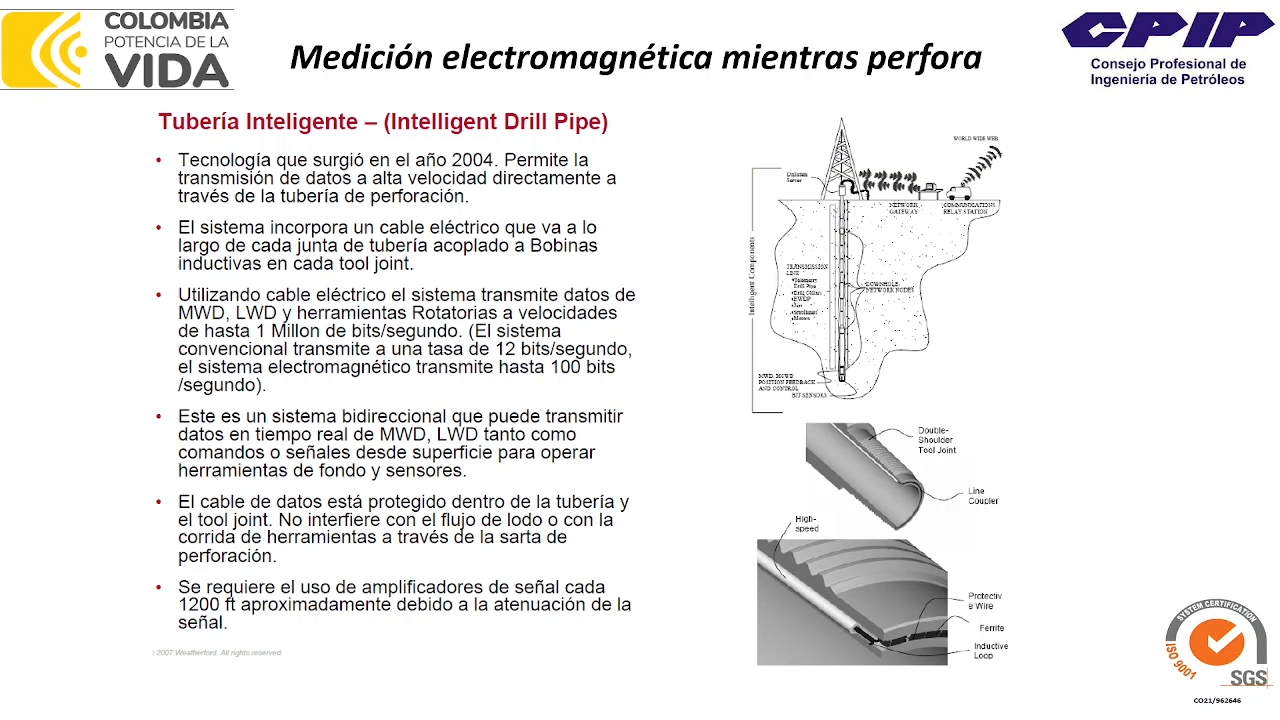 COLOMBIA
POTENCIA DE LA
VIDA
Medición electromagnética mientras perfora
CPIP
Consejo Profesional de
Ingeniería de Petróleos
Tubería Inteligente – (Intelligent Drill Pipe)
• Tecnología que surgió en el año 2004. Permite la
transmisión de datos a alta velocidad directamente a
través de la tubería de perforación.
• El sistema incorpora un cable eléctrico que va a lo
largo de cada junta de tubería acoplado a Bobinas
inductivas en cada tool joint.
• Utilizando cable eléctrico el sistema transmite datos de
MWD, LWD y herramientas Rotatorias a velocidades
de hasta 1 Millon de bits/segundo. (El sistema
convencional transmite a una tasa de 12 bits/segundo,
el sistema electromagnético transmite hasta 100 bits
/segundo).
• Este es un sistema bidireccional que puede transmitir
datos en tiempo real de MWD, LWD tanto como
comandos o señales desde superficie para operar
herramientas de fondo y sensores.
• El cable de datos está protegido dentro de la tubería y
el tool joint. No interfiere con el flujo de lodo o con la
corrida de herramientas a través de la sarta de
perforación.
• Se requiere el uso de amplificadores de señal cada
1200 ft aproximadamente debido a la atenuación de la
señal.
2007 Weatherford. All rights reserved.
WORLD WIDE WEB
NETWORK
GATEWAY
COMMUNICATIONS
RELAY STATION
Intelligent Components
TRANSMISSION
LINE
•Telemetry
Drill Pipe
•Drill Collars
•HWDP
•Jars
DOWNHOLE
NETWORK NODES
POSITION FEEDBACK
AND CONTROL
BIT SENSORS
Double-
Shoulder
Tool Joint
Line
Coupler
High-
speed
Protectiv
e Wire
Ferrite
Inductive
Loop
SYSTEM CERTIFICATION
ISO 9001
SGS
CO21/962646